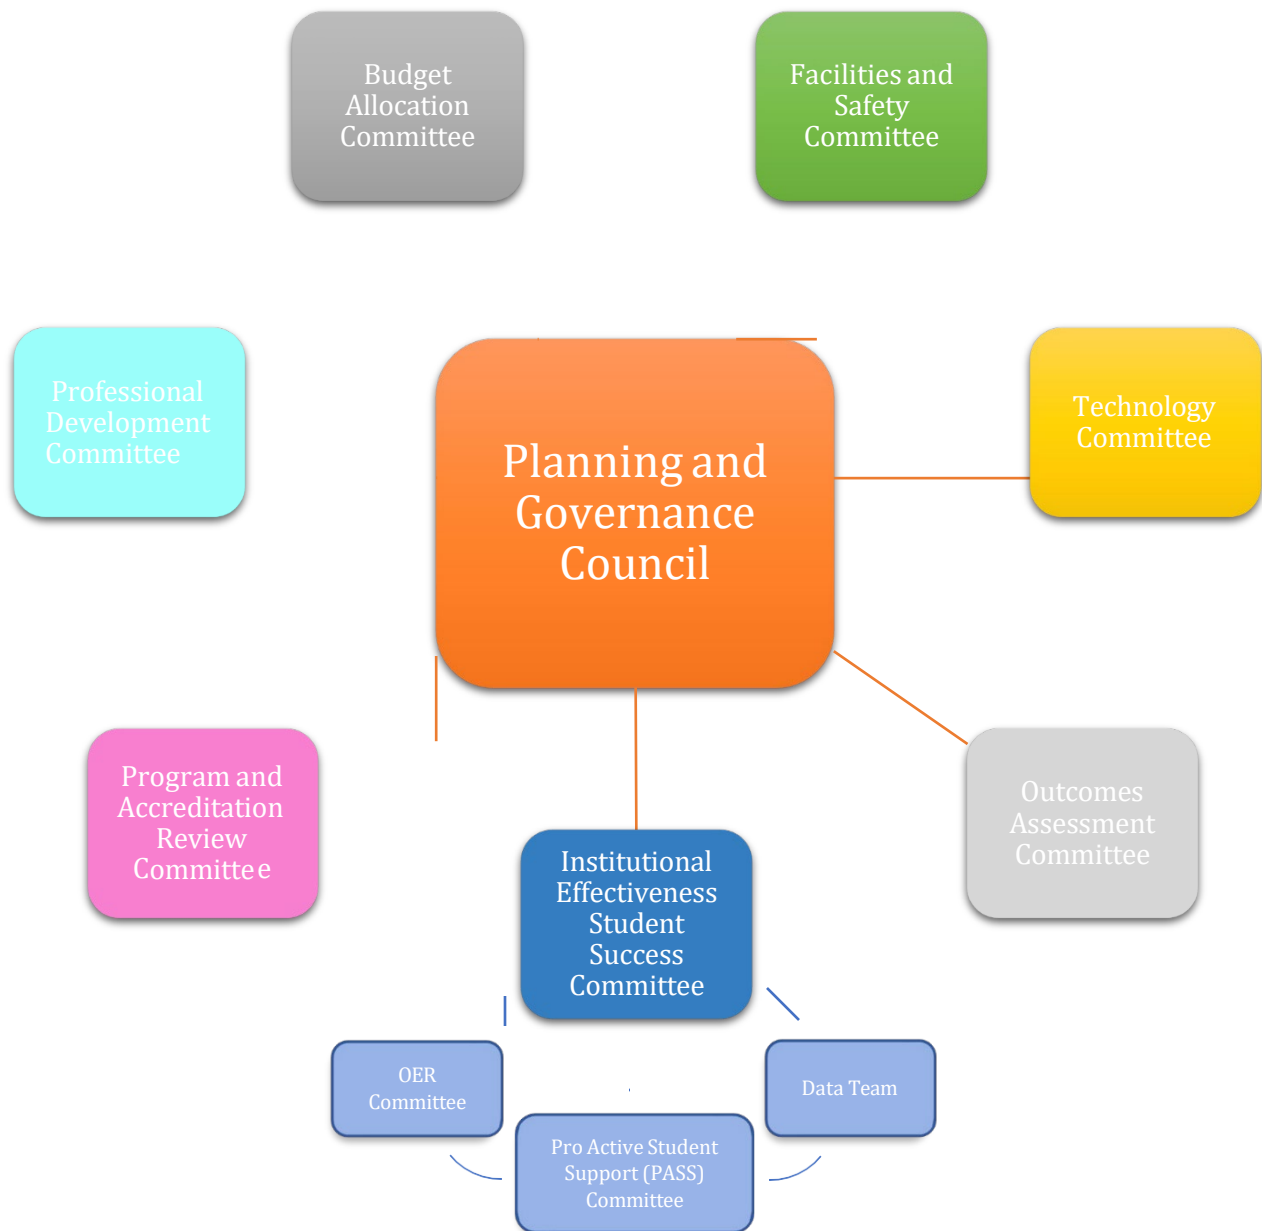 Budget
Allocation
Committee
Facilities and
Safety
Committee
Professional
Development
Committee
Planning and
Governance
Council
Technology
Committee
Program and
Accreditation
Review
Committee
Outcomes
Assessment
Committee
Institutional
Effectiveness
Student
Success
Committee
OER
Committee
Data Team
Pro Active Student
Support (PASS)
Committee